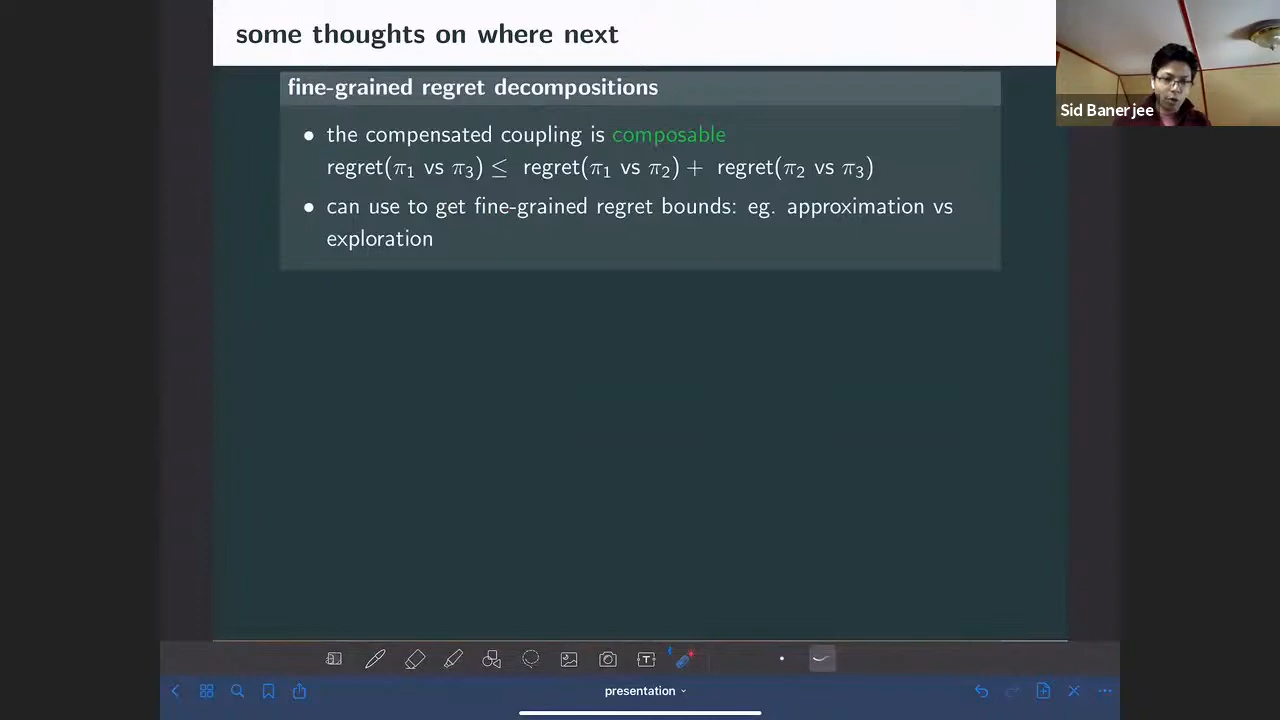 some thoughts on where next
Sid Banerjee
fine-grained regret decompositions
• the compensated coupling is composable
regret(π₁ vs π₃) ≤ regret(π₁ vs π₂) + regret(π₂ vs π₃)
• can use to get fine-grained regret bounds: eg. approximation vs
exploration
T
presentation